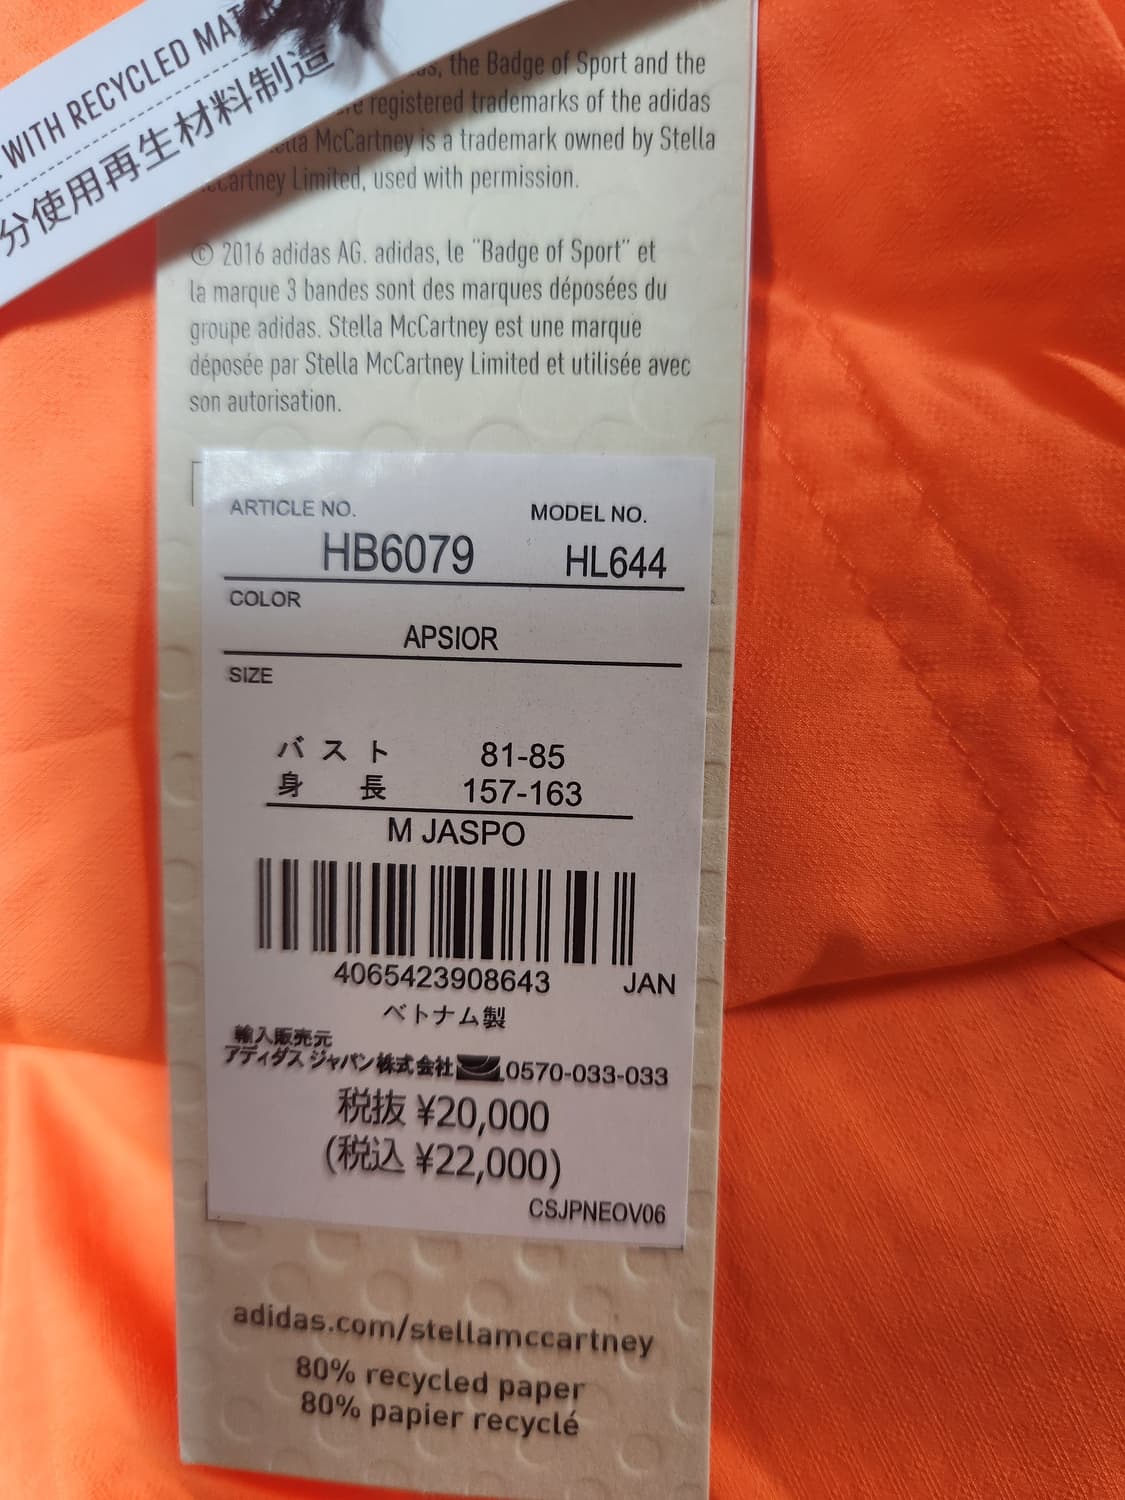 WITH RECYCLED MA
分使用再生材料制造
, the Badge of Sport and the
registered trademarks of the adidas
McCartney is a trademark owned by Stella
Limited, used with permission.
© 2016 adidas AG. adidas, le "Badge of Sport" et
la marque 3 bandes sont des marques déposées du
groupe adidas. Stella McCartney est une marque
déposée par Stella McCartney Limited et utilisée avec
son autorisation.
ARTICLE NO. MODEL NO.
HB6079 HL644
COLOR
APSIOR
SIZE
バスト 81-85
身長 157-163
M JASPO
4065423908643 JAN
ベトナム製
輸入販売元
アディダス ジャパン株式会社 0570-033-033
税抜 ¥20,000
(税込 ¥22,000)
CSJPNEOV06
adidas.com/stellamccartney
80% recycled paper
80% papier recyclé